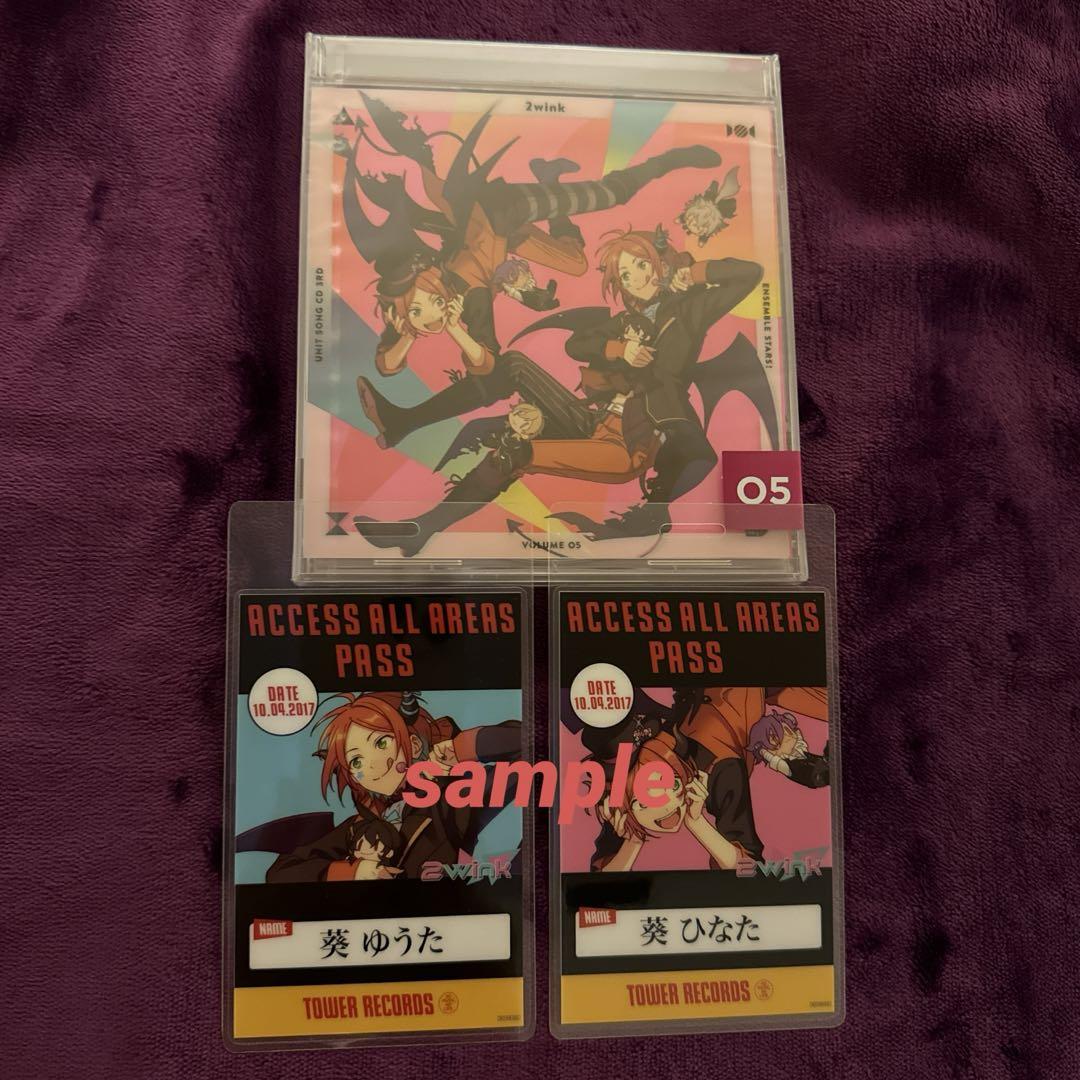 2wink
UNIT SONG CD 3RD
ENSEMBLE STARS!
05
VOLUME 05
ACCESS ALL AREAS
PASS
DATE
10.04.2017
2wink
NAME
葵 ゆうた
TOWER RECORDS
ACCESS ALL AREAS
PASS
DATE
10.04.2017
2wink
NAME
葵 ひなた
TOWER RECORDS
sample